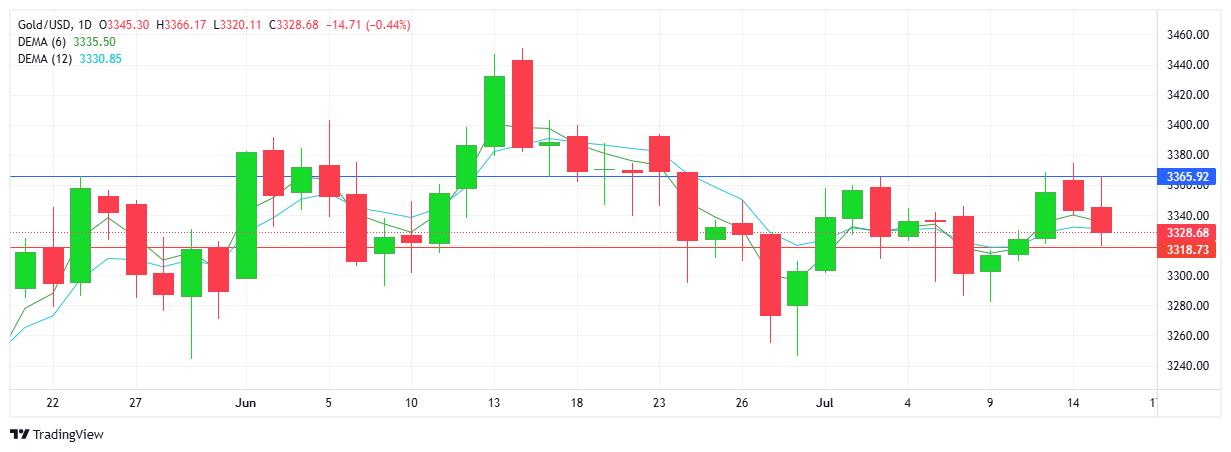 Gold/USD, 1D O3345.30 H3366.17 L3320.11 C3328.68 −14.71 (−0.44%)
DEMA (6) 3335.50
DEMA (12) 3330.85
3460.00
3440.00
3420.00
3400.00
3380.00
3365.92
3360.00
3340.00
3328.68
3318.73
3300.00
3280.00
3260.00
3240.00
22 27 Jun 5 10 13 18 23 26 Jul 4 9 14 17
TradingView